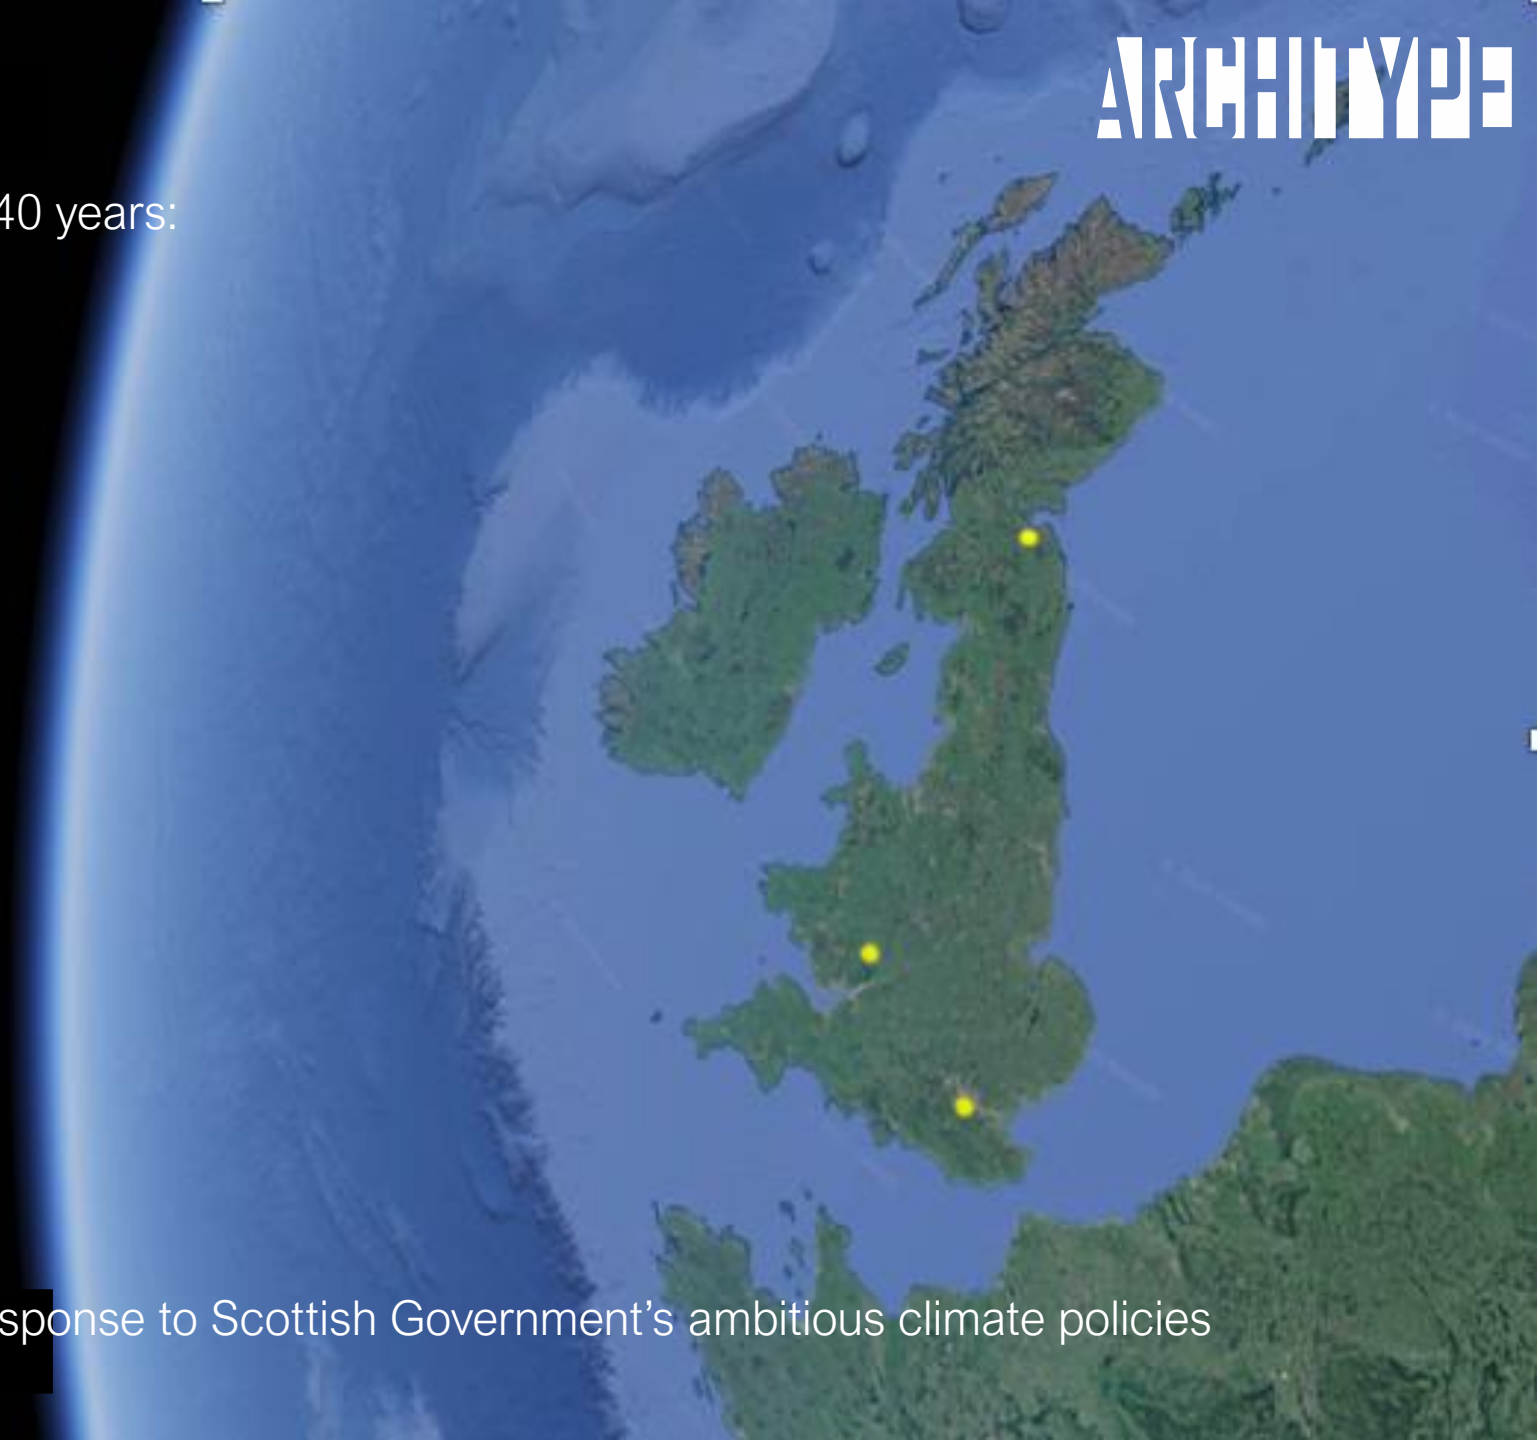 ARCHITYPE
40 years:
sponse to Scottish Government’s ambitious climate policies